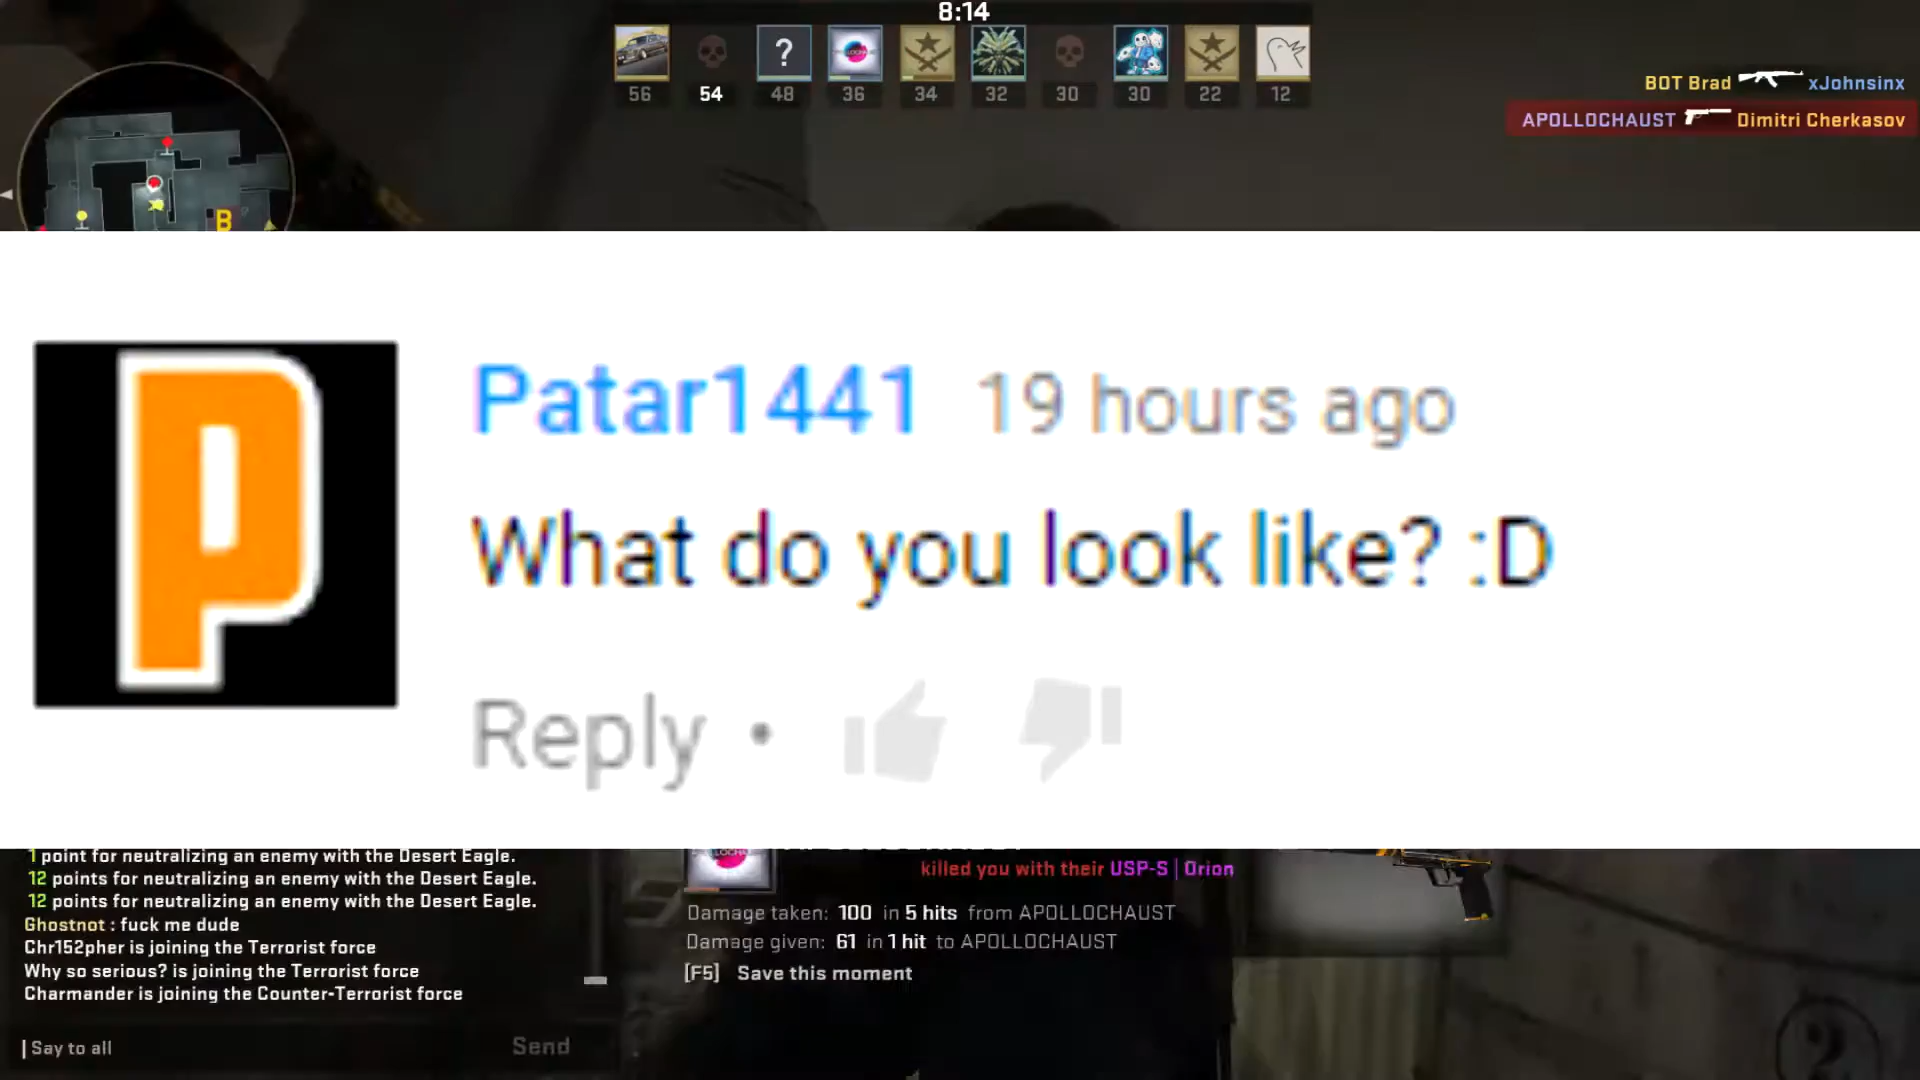 8:14
?
56 54 48 36 34 32 30 30 22 12
BOT Brad xJohnsinx
APOLLOCHAUST Dimitri Cherkasov
B
P
Patar1441 19 hours ago
What do you look like? :D
Reply •
1 point for neutralizing an enemy with the Desert Eagle.
12 points for neutralizing an enemy with the Desert Eagle.
12 points for neutralizing an enemy with the Desert Eagle.
Ghostnot : fuck me dude
Chr152pher is joining the Terrorist force
Why so serious? is joining the Terrorist force
Charmander is joining the Counter-Terrorist force
Say to all
Send
killed you with their USP-S | Orion
Damage taken: 100 in 5 hits from APOLLOCHAUST
Damage given: 61 in 1 hit to APOLLOCHAUST
[F5] Save this moment
2